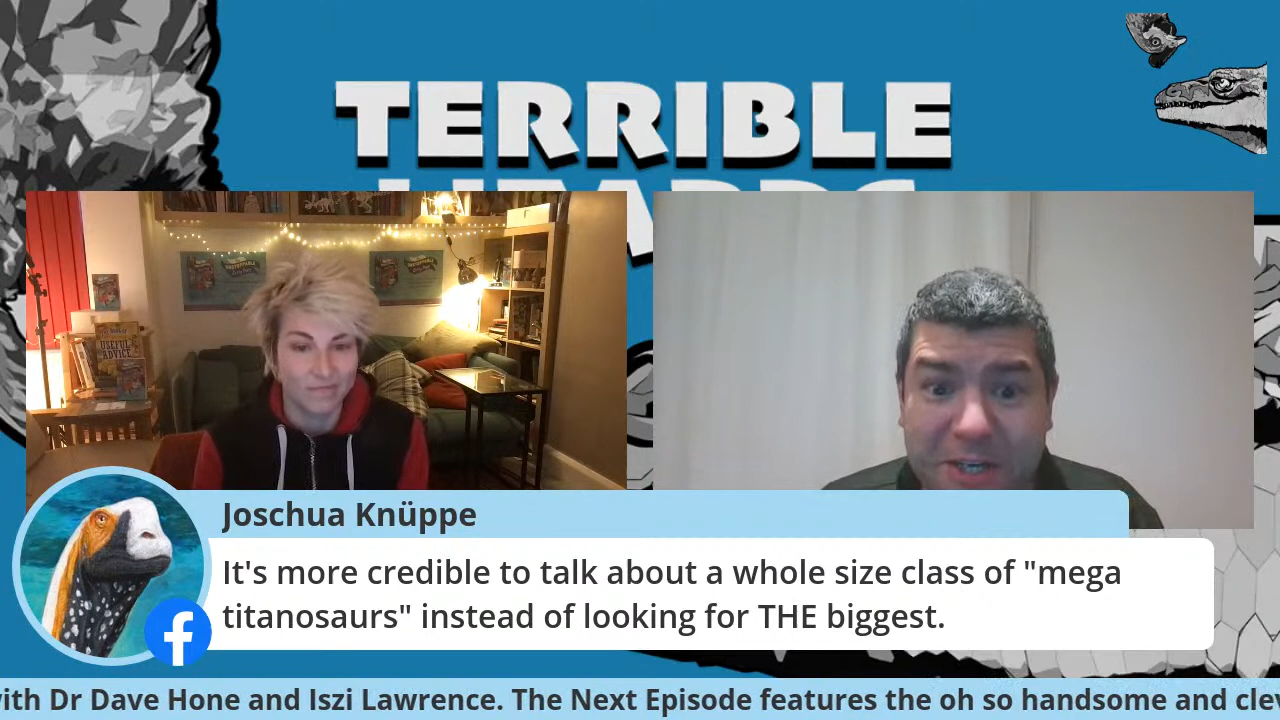 TERRIBLE
USEFUL
ADVICE
Joschua Knüppe
It's more credible to talk about a whole size class of "mega
titanosaurs" instead of looking for THE biggest.
with Dr Dave Hone and Iszi Lawrence. The Next Episode features the oh so handsome and clev